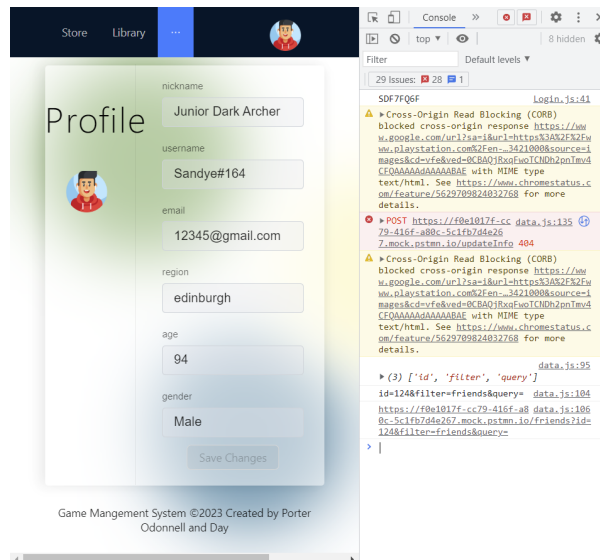 Store Library ...
Profile
nickname
Junior Dark Archer
username
Sandye#164
email
12345@gmail.com
region
edinburgh
age
94
gender
Male
Save Changes
Game Mangement System ©2023 Created by Porter
Odonnell and Day
Console
top ▼
8 hidden
Filter
Default levels ▼
29 Issues: 28 1
SDF7FQ6F Login.js:41
▶Cross-Origin Read Blocking (CORB)
blocked cross-origin response https://ww
w.google.com/url?sa=i&url=https%3A%2F%2Fw
ww.playstation.com%2Fen-…3421000&source=i
mages&cd=vfe&ved=0CBAQjRxqFwoTCNDh2pnTmv4
CFQAAAAAdAAAAABAE with MIME type
text/html. See https://www.chromestatus.c
om/feature/5629709824032768 for more
details.
▶POST https://f0e1017f-cc data.js:135
79-416f-a80c-5c1fb7d4e26
7.mock.pstmn.io/updateInfo 404
▶Cross-Origin Read Blocking (CORB)
blocked cross-origin response https://ww
w.google.com/url?sa=i&url=https%3A%2F%2Fw
ww.playstation.com%2Fen-…3421000&source=i
mages&cd=vfe&ved=0CBAQjRxqFwoTCNDh2pnTmv4
CFQAAAAAdAAAAABAE with MIME type
text/html. See https://www.chromestatus.c
om/feature/5629709824032768 for more
details.
data.js:95
▶(3) ['id', 'filter', 'query']
id=124&filter=friends&query= data.js:104
https://f0e1017f-cc79-416f-a8 data.js:106
0c-5c1fb7d4e267.mock.pstmn.io/friends?id=
124&filter=friends&query=